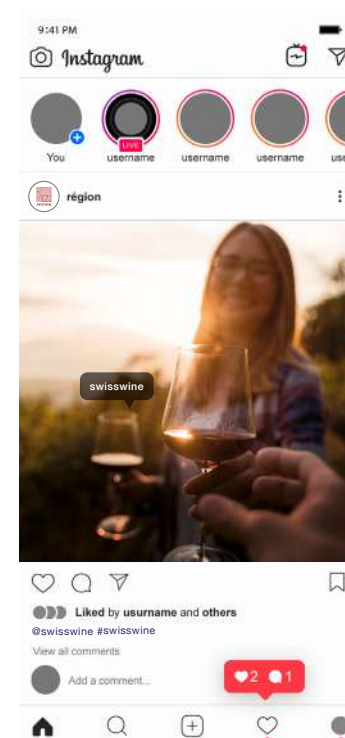 9:41 PM
Instagram
LIVE
You username username username use
région
swisswine
Liked by usurname and others
@swisswine #swisswine
View all comments
Add a comment...
2 1